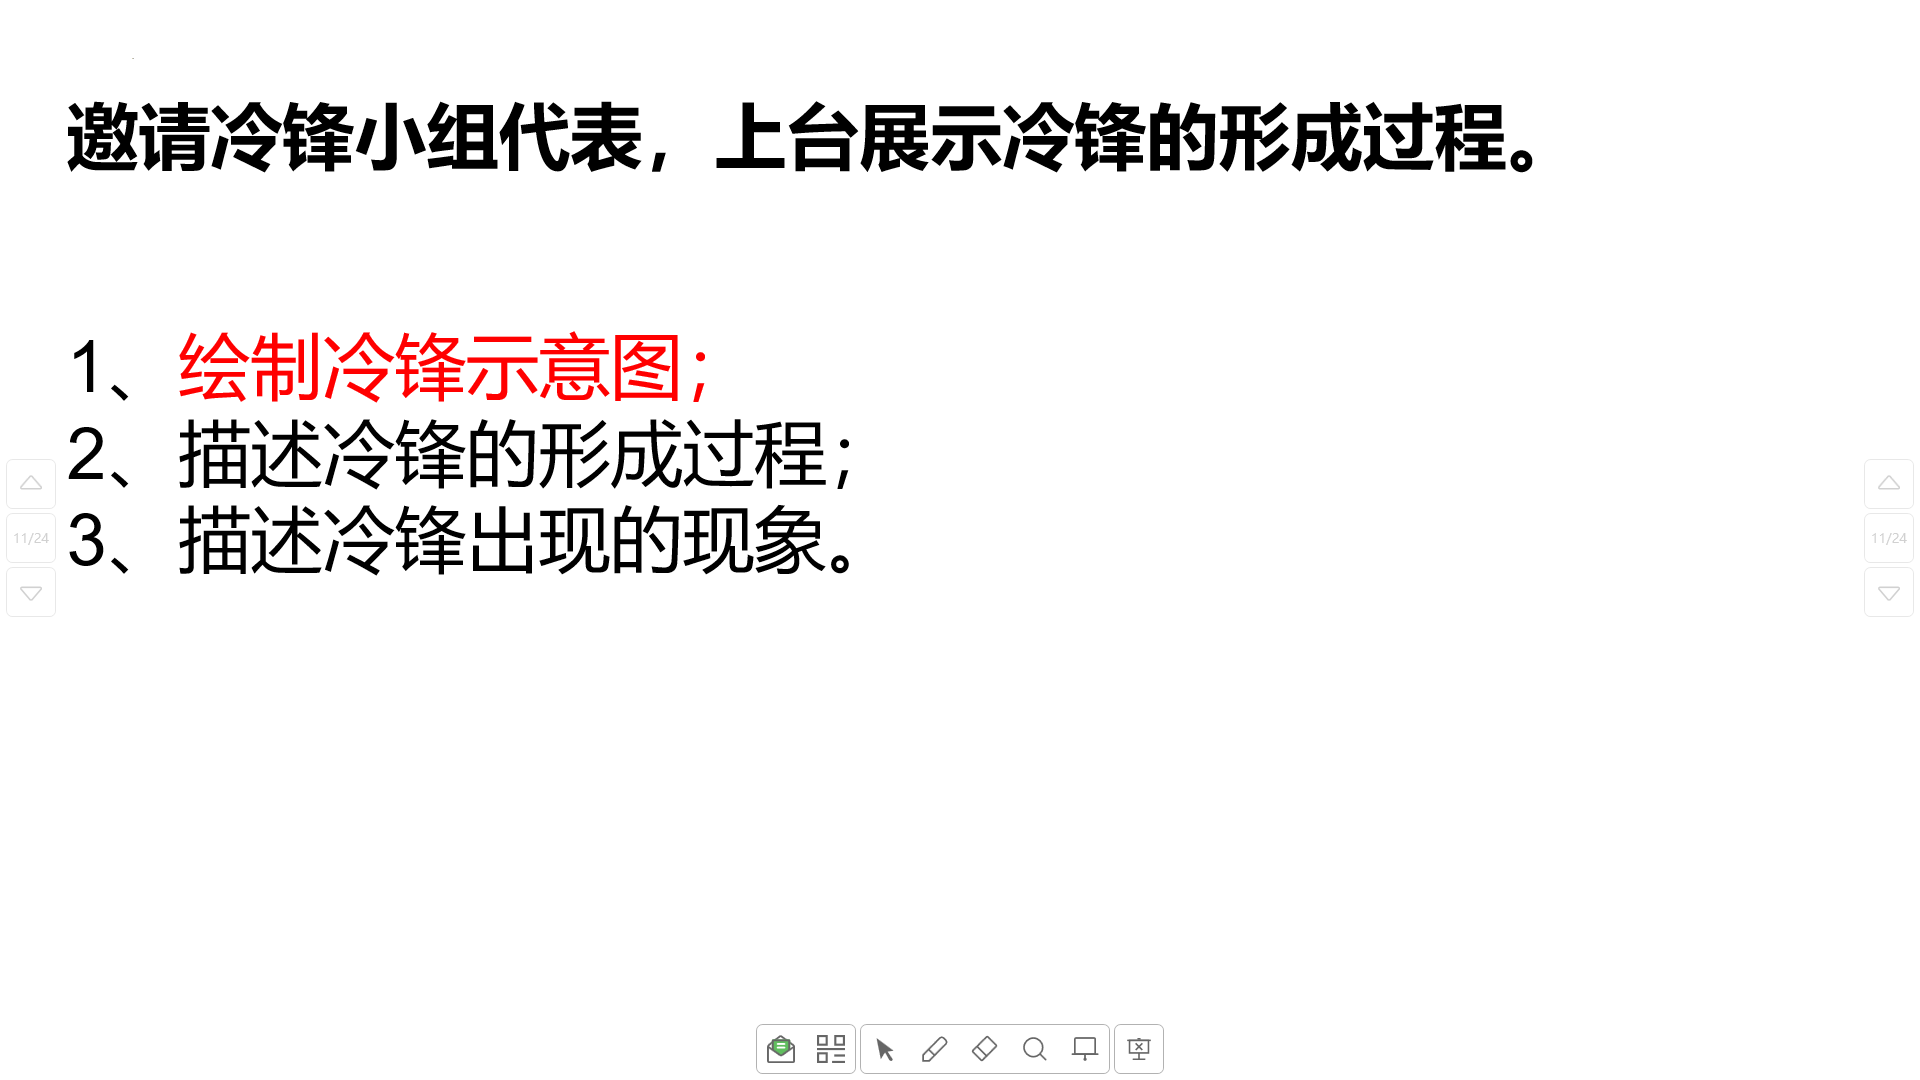 邀请冷锋小组代表，上台展示冷锋的形成过程。
1、绘制冷锋示意图；
2、描述冷锋的形成过程；
3、描述冷锋出现的现象。
11/24
11/24